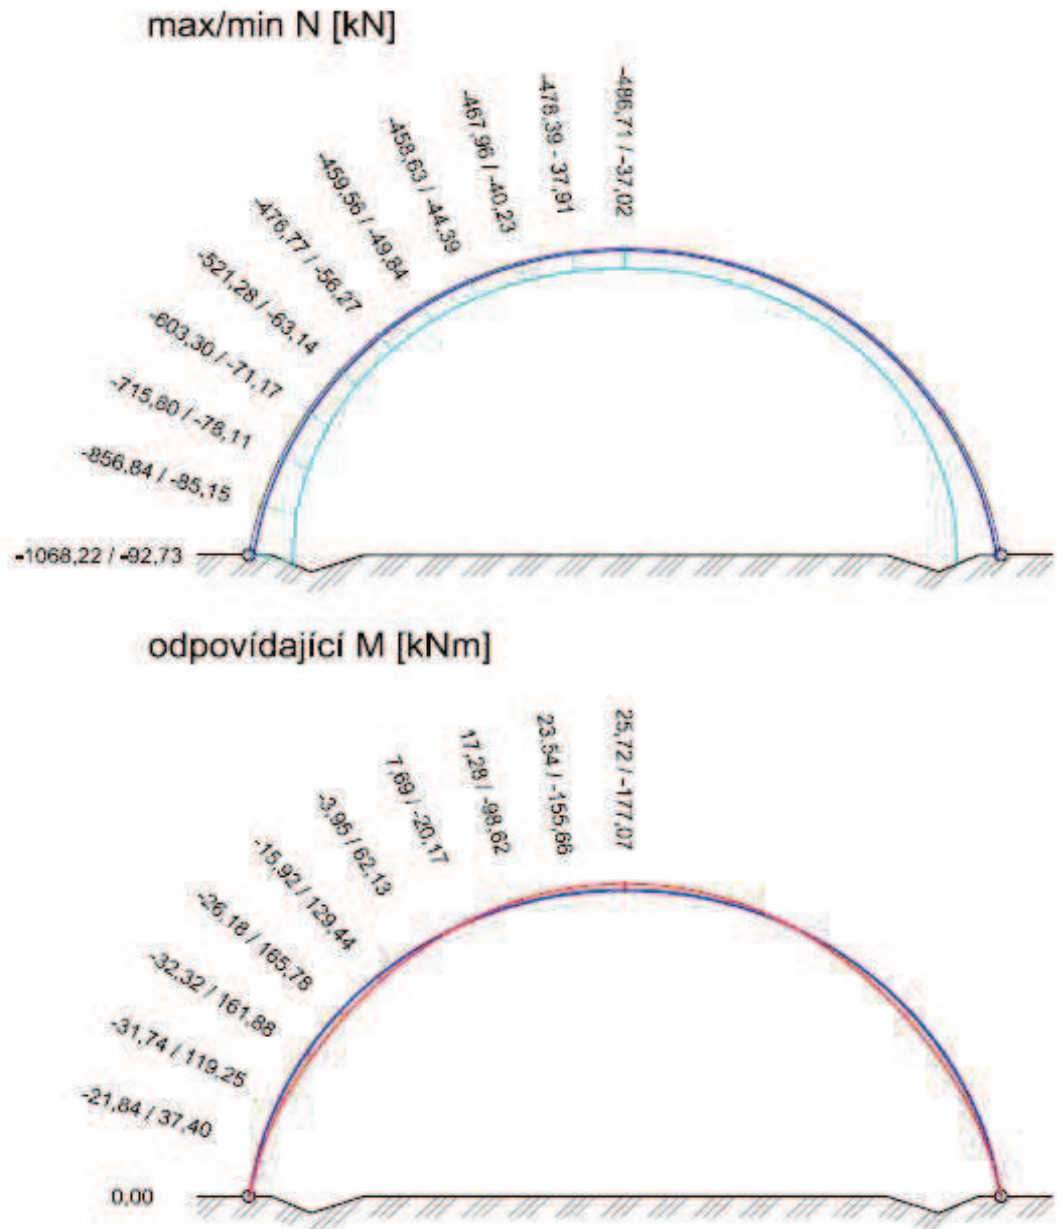 max/min N [kN]
-1068,22 / -92,73
-856,84 / -85,15
-715,80 / -78,11
-603,30 / -71,17
-521,28 / -63,14
-476,77 / -56,27
-459,56 / -49,84
-458,63 / -44,39
-467,96 / -40,23
-478,39 - 37,91
-486,71 / -37,02
odpovídající M [kNm]
0,00
-21,84 / 37,40
-31,74 / 119,25
-32,32 / 161,88
-26,18 / 165,78
-15,92 / 129,44
-3,95 / 62,13
7,69 / -20,17
17,28 / -98,62
23,54 / -155,66
25,72 / -177,07